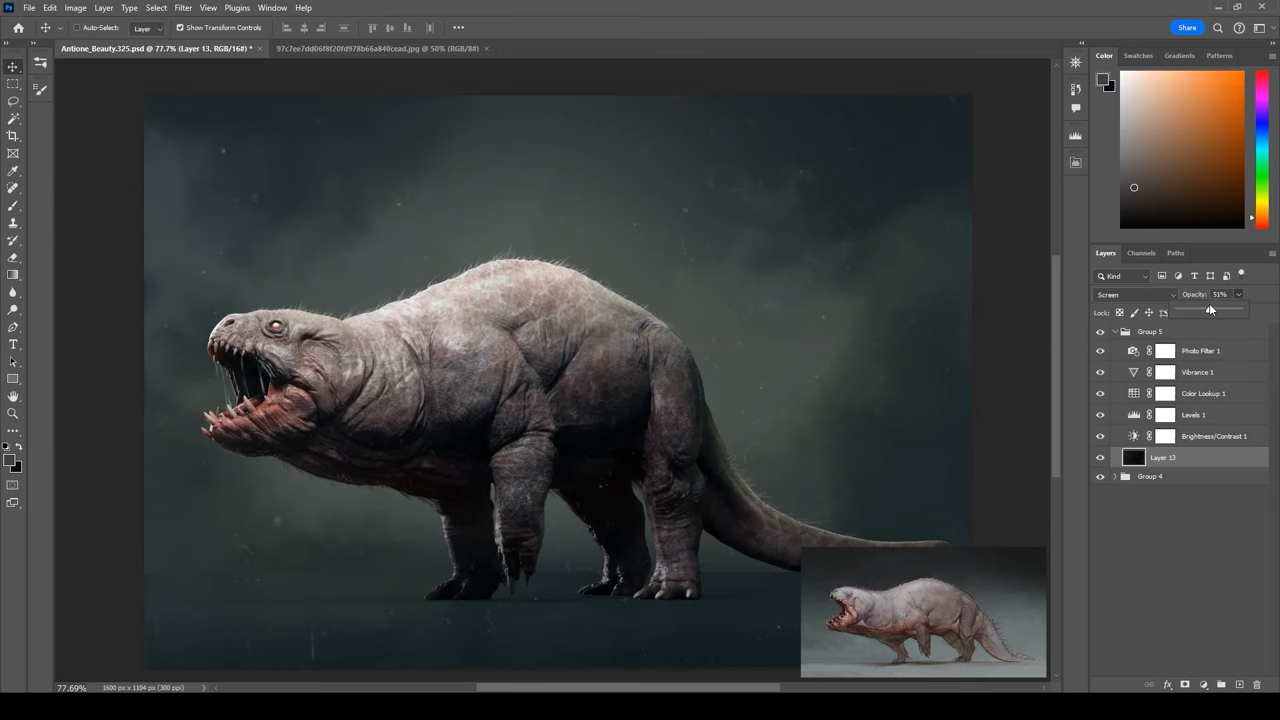 Ps File Edit Image Layer Type Select Filter View Plugins Window Help
Auto-Select: Layer Show Transform Controls Share
Antione_Beauty.325.psd @ 77.7% (Layer 13, RGB/16#) * × 97c7ee7dd06f8f20fd978b66a840cead.jpg @ 50% (RGB/8#) ×
Color Swatches Gradients Patterns
Layers Channels Paths
Kind
Screen Opacity: 51%
Lock:
Group 5
Photo Filter 1
Vibrance 1
Color Lookup 1
Levels 1
Brightness/Contrast 1
Layer 13
Group 4
77.69% 1600 px x 1104 px (300 ppi)